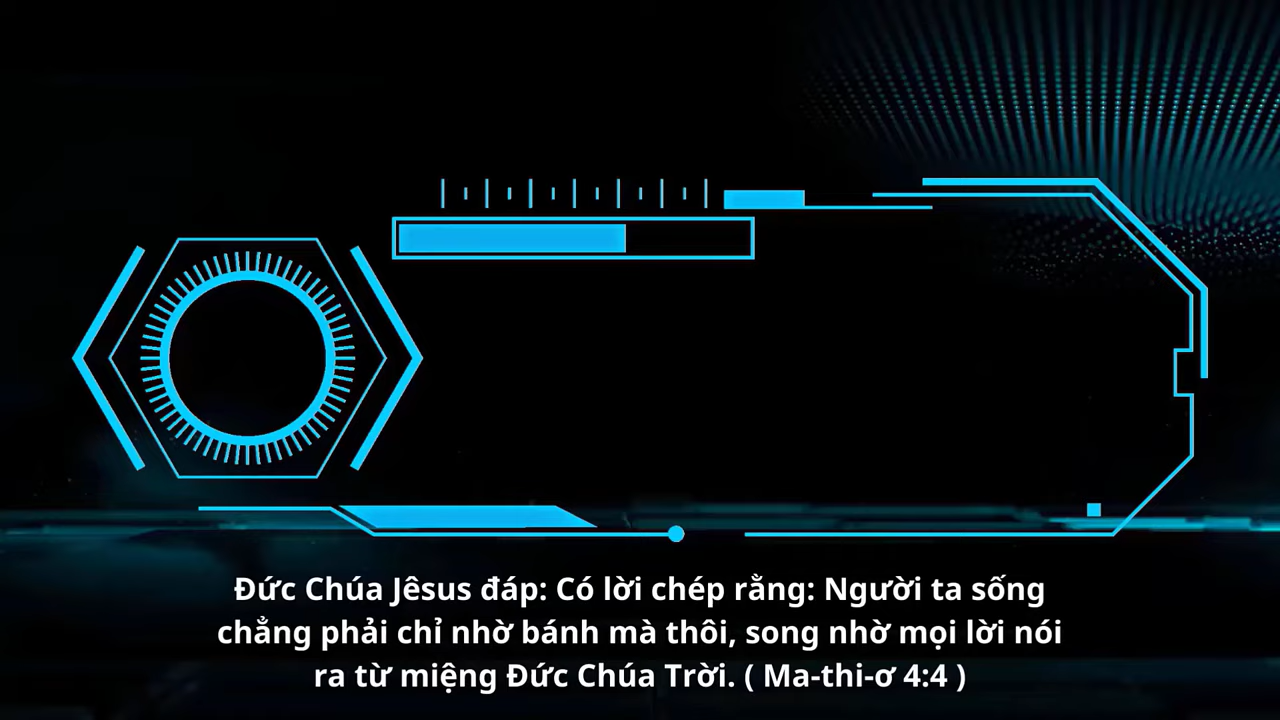 Đức Chúa Jêsus đáp: Có lời chép rằng: Người ta sống
chẳng phải chỉ nhờ bánh mà thôi, song nhờ mọi lời nói
ra từ miệng Đức Chúa Trời. ( Ma-thi-ơ 4:4 )